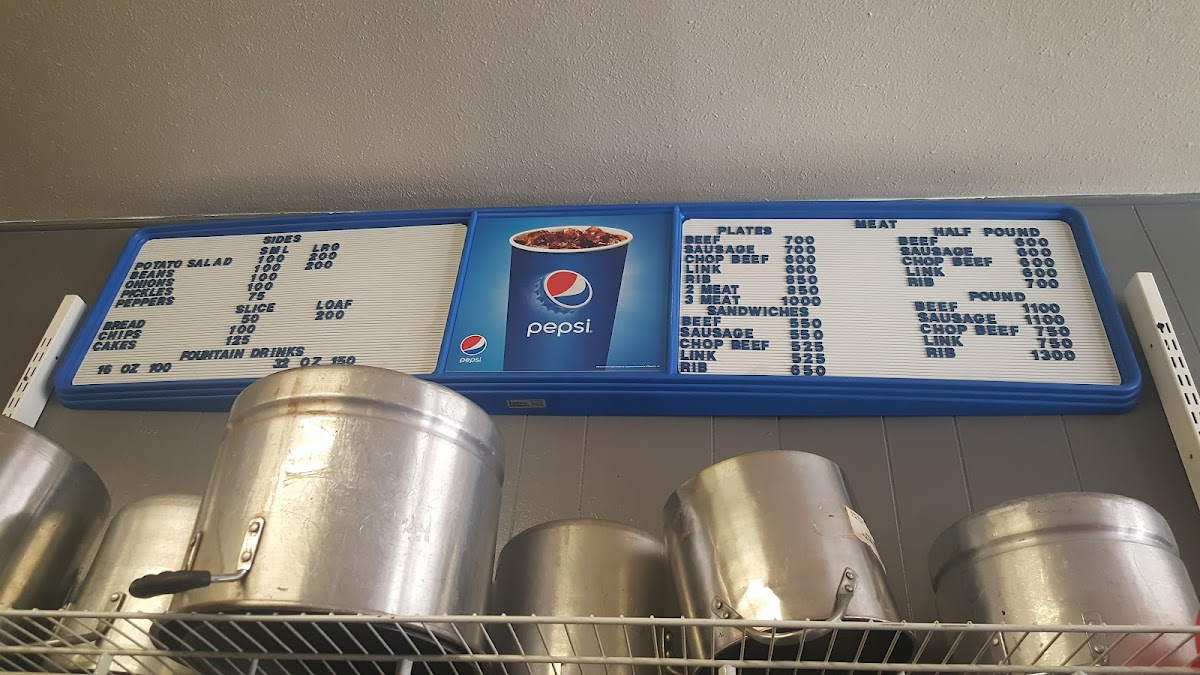 SIDES
SML LRG
POTATO SALAD 100 200
BEANS 100 200
ONIONS 100
PICKLES 100
PEPPERS 75
SLICE LOAF
BREAD 50 200
CHIPS 100
CAKES 125
FOUNTAIN DRINKS
16 OZ 100 32 OZ 150
pepsi
pepsi
MEAT
PLATES
BEEF 700
SAUSAGE 700
CHOP BEEF 600
LINK 600
RIB 850
2 MEAT 850
3 MEAT 1000
SANDWICHES
BEEF 550
SAUSAGE 550
CHOP BEEF 525
LINK 525
RIB 650
HALF POUND
BEEF 600
SAUSAGE 600
CHOP BEEF 600
LINK 600
RIB 700
POUND
BEEF 1100
SAUSAGE 1100
CHOP BEEF 750
LINK 750
RIB 1300